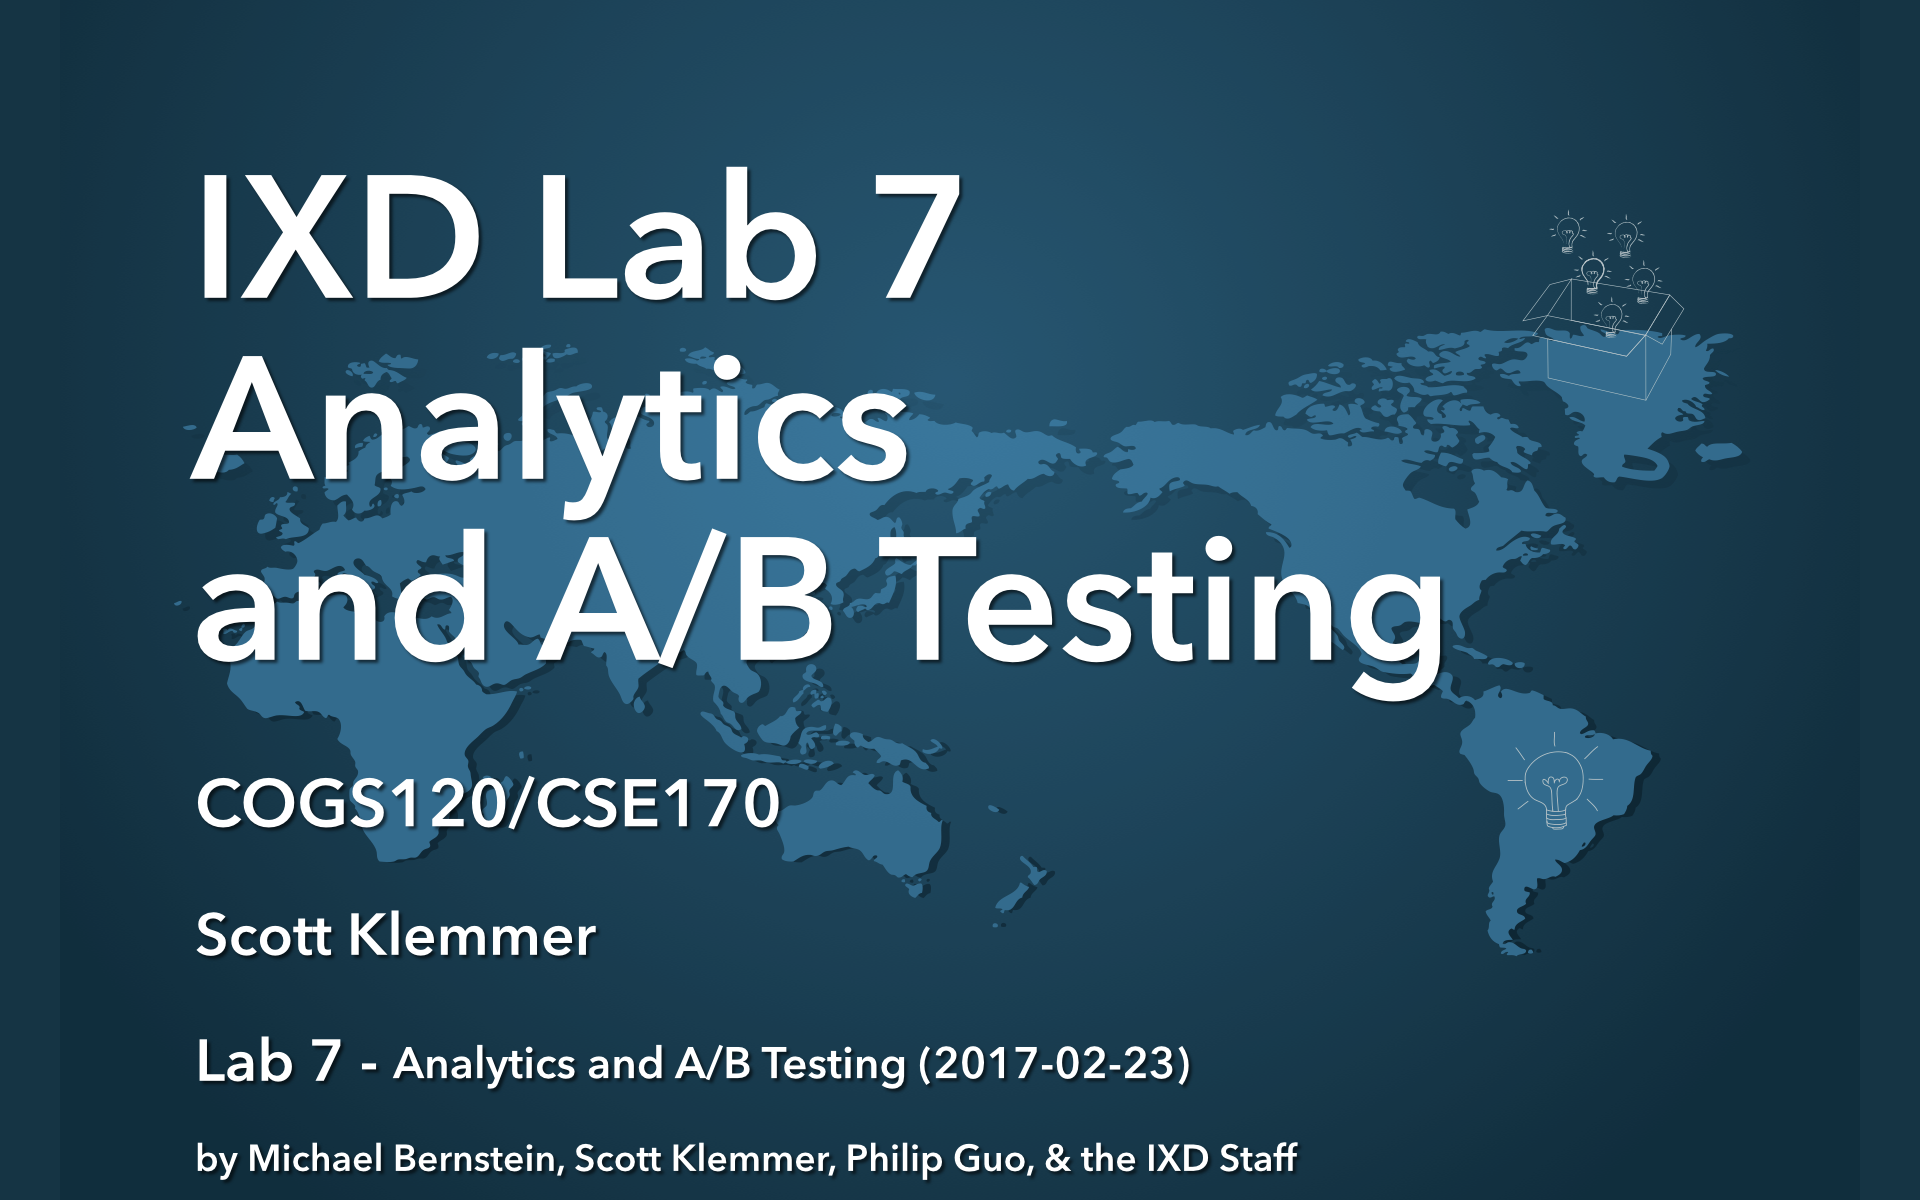 IXD Lab 7
Analytics
and A/B Testing
COGS120/CSE170
Scott Klemmer
Lab 7 - Analytics and A/B Testing (2017-02-23)
by Michael Bernstein, Scott Klemmer, Philip Guo, & the IXD Staff